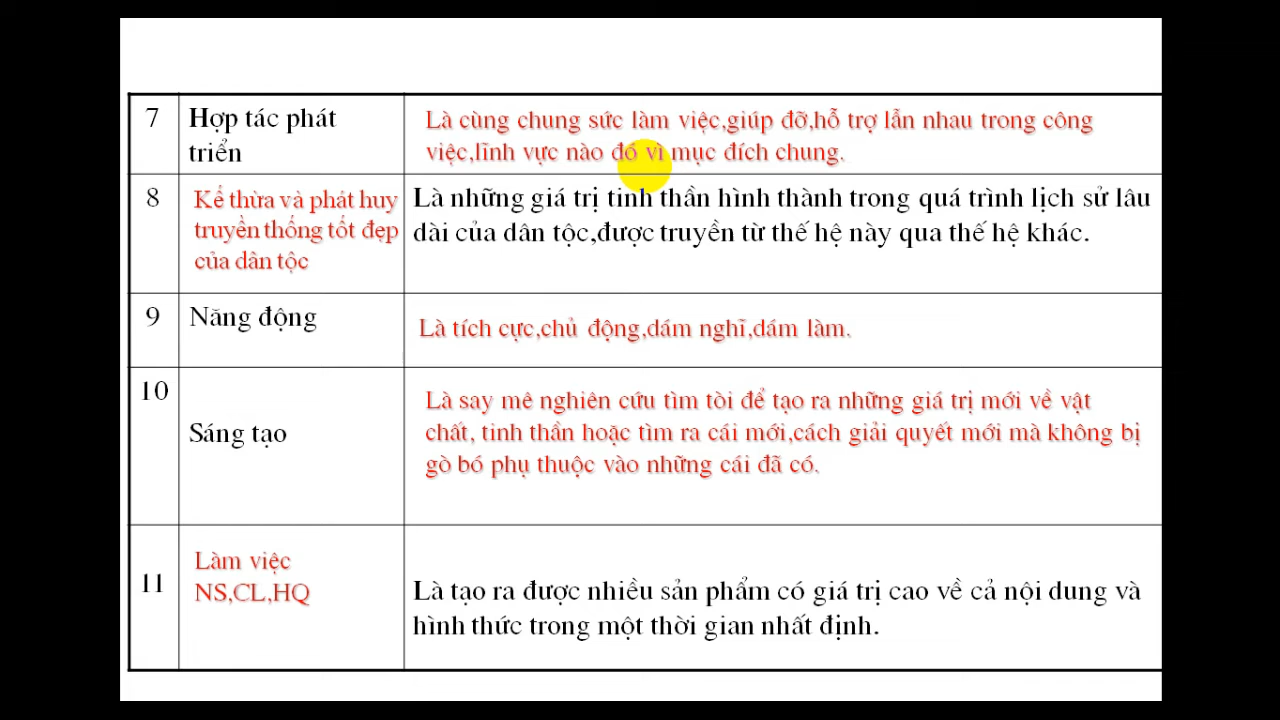 7
Hợp tác phát
triển
Là cùng chung sức làm việc,giúp đỡ,hỗ trợ lẫn nhau trong công
việc,lĩnh vực nào đó vì mục đích chung.
8
Kể thừa và phát huy
truyền thống tốt đẹp
của dân tộc
Là những giá trị tinh thần hình thành trong quá trình lịch sử lâu
dài của dân tộc,được truyền từ thế hệ này qua thế hệ khác.
9
Năng động
Là tích cực,chủ động,dám nghĩ,dám làm.
10
Sáng tạo
Là say mê nghiên cứu tìm tòi để tạo ra những giá trị mới về vật
chất, tinh thần hoặc tìm ra cái mới,cách giải quyết mới mà không bị
gò bó phụ thuộc vào những cái đã có.
11
Làm việc
NS,CL,HQ
Là tạo ra được nhiều sản phẩm có giá trị cao về cả nội dung và
hình thức trong một thời gian nhất định.